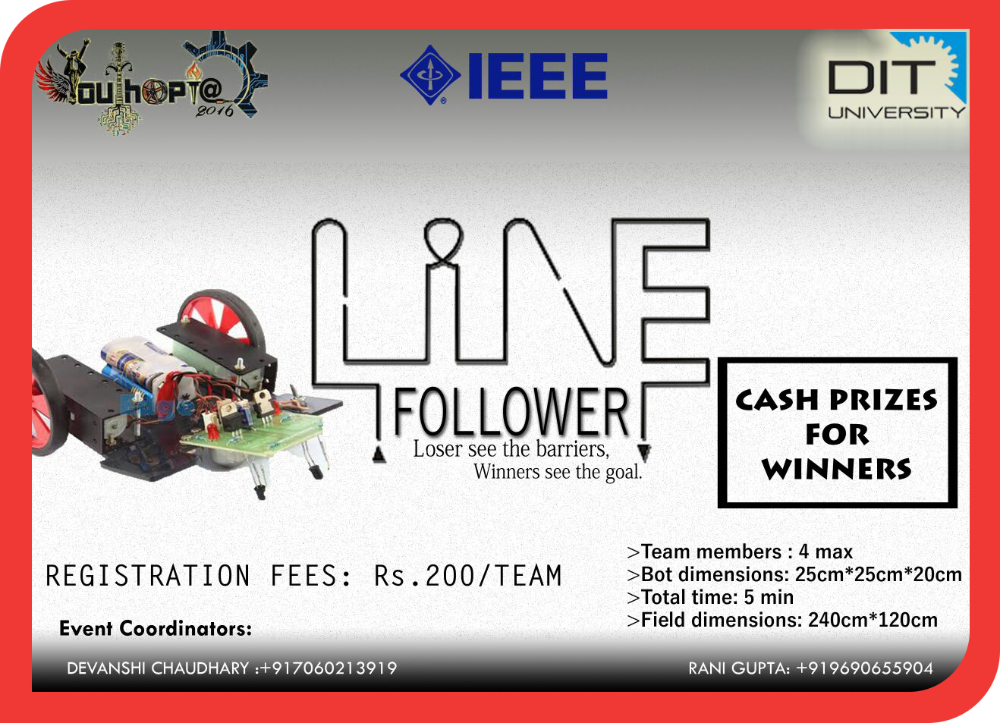 YouthopI@
2016
IEEE
®
DIT
UNIVERSITY
LiNE
FOLLOWER
Loser see the barriers,
Winners see the goal.
CASH PRIZES
FOR
WINNERS
REGISTRATION FEES: Rs.200/TEAM
>Team members : 4 max
>Bot dimensions: 25cm*25cm*20cm
>Total time: 5 min
>Field dimensions: 240cm*120cm
Event Coordinators:
DEVANSHI CHAUDHARY :+917060213919
RANI GUPTA: +919690655904